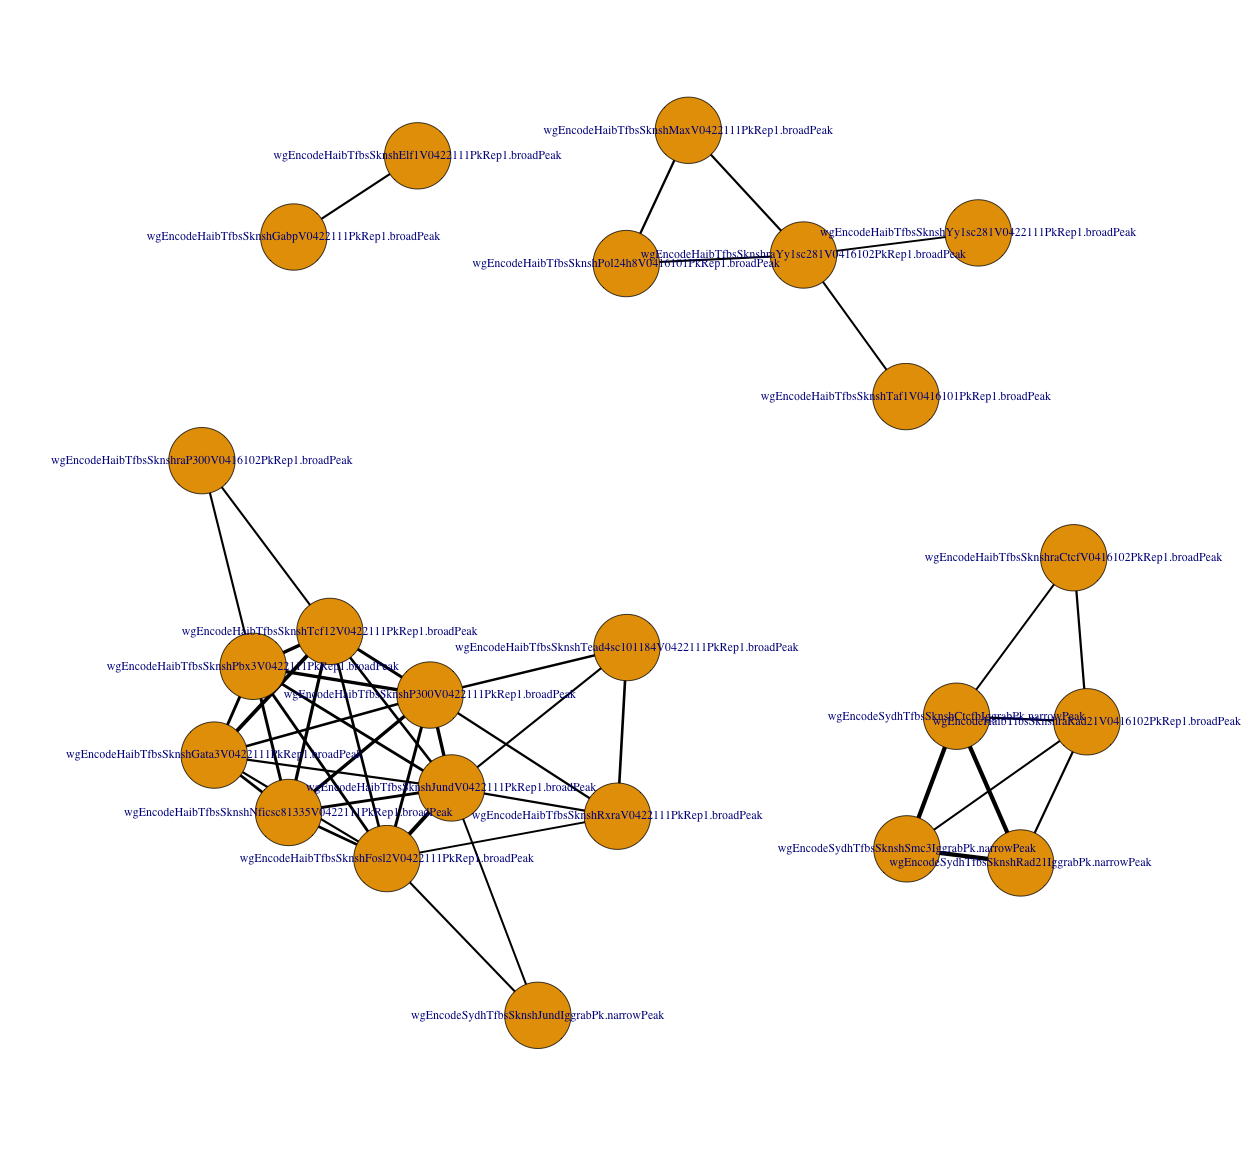 wgEncodeHaibTfbsSknshMaxV0422111PkRep1.broadPeak
wgEncodeHaibTfbsSknshElf1V0422111PkRep1.broadPeak
wgEncodeHaibTfbsSknshYy1sc281V0422111PkRep1.broadPeak
wgEncodeHaibTfbsSknshGabpV0422111PkRep1.broadPeak
wgEncodeHaibTfbsSknshraYy1sc281V0416102PkRep1.broadPeak
wgEncodeHaibTfbsSknshPol24h8V0416101PkRep1.broadPeak
wgEncodeHaibTfbsSknshTaf1V0416101PkRep1.broadPeak
wgEncodeHaibTfbsSknshraP300V0416102PkRep1.broadPeak
wgEncodeHaibTfbsSknshraCtcfV0416102PkRep1.broadPeak
wgEncodeHaibTfbsSknshTcf12V0422111PkRep1.broadPeak
wgEncodeHaibTfbsSknshTead4sc101184V0422111PkRep1.broadPeak
wgEncodeHaibTfbsSknshPbx3V0422111PkRep1.broadPeak
wgEncodeHaibTfbsSknshP300V0422111PkRep1.broadPeak
wgEncodeSydhTfbsSknshCtcfbIggrabPk.narrowPeak
wgEncodeHaibTfbsSknshraRad21V0416102PkRep1.broadPeak
wgEncodeHaibTfbsSknshGata3V0422111PkRep1.broadPeak
wgEncodeHaibTfbsSknshJundV0422111PkRep1.broadPeak
wgEncodeHaibTfbsSknshNficsc81335V0422111PkRep1.broadPeak
wgEncodeHaibTfbsSknshRxraV0422111PkRep1.broadPeak
wgEncodeSydhTfbsSknshSmc3IggrabPk.narrowPeak
wgEncodeHaibTfbsSknshFosl2V0422111PkRep1.broadPeak
wgEncodeSydhTfbsSknshRad21IggrabPk.narrowPeak
wgEncodeSydhTfbsSknshJundIggrabPk.narrowPeak